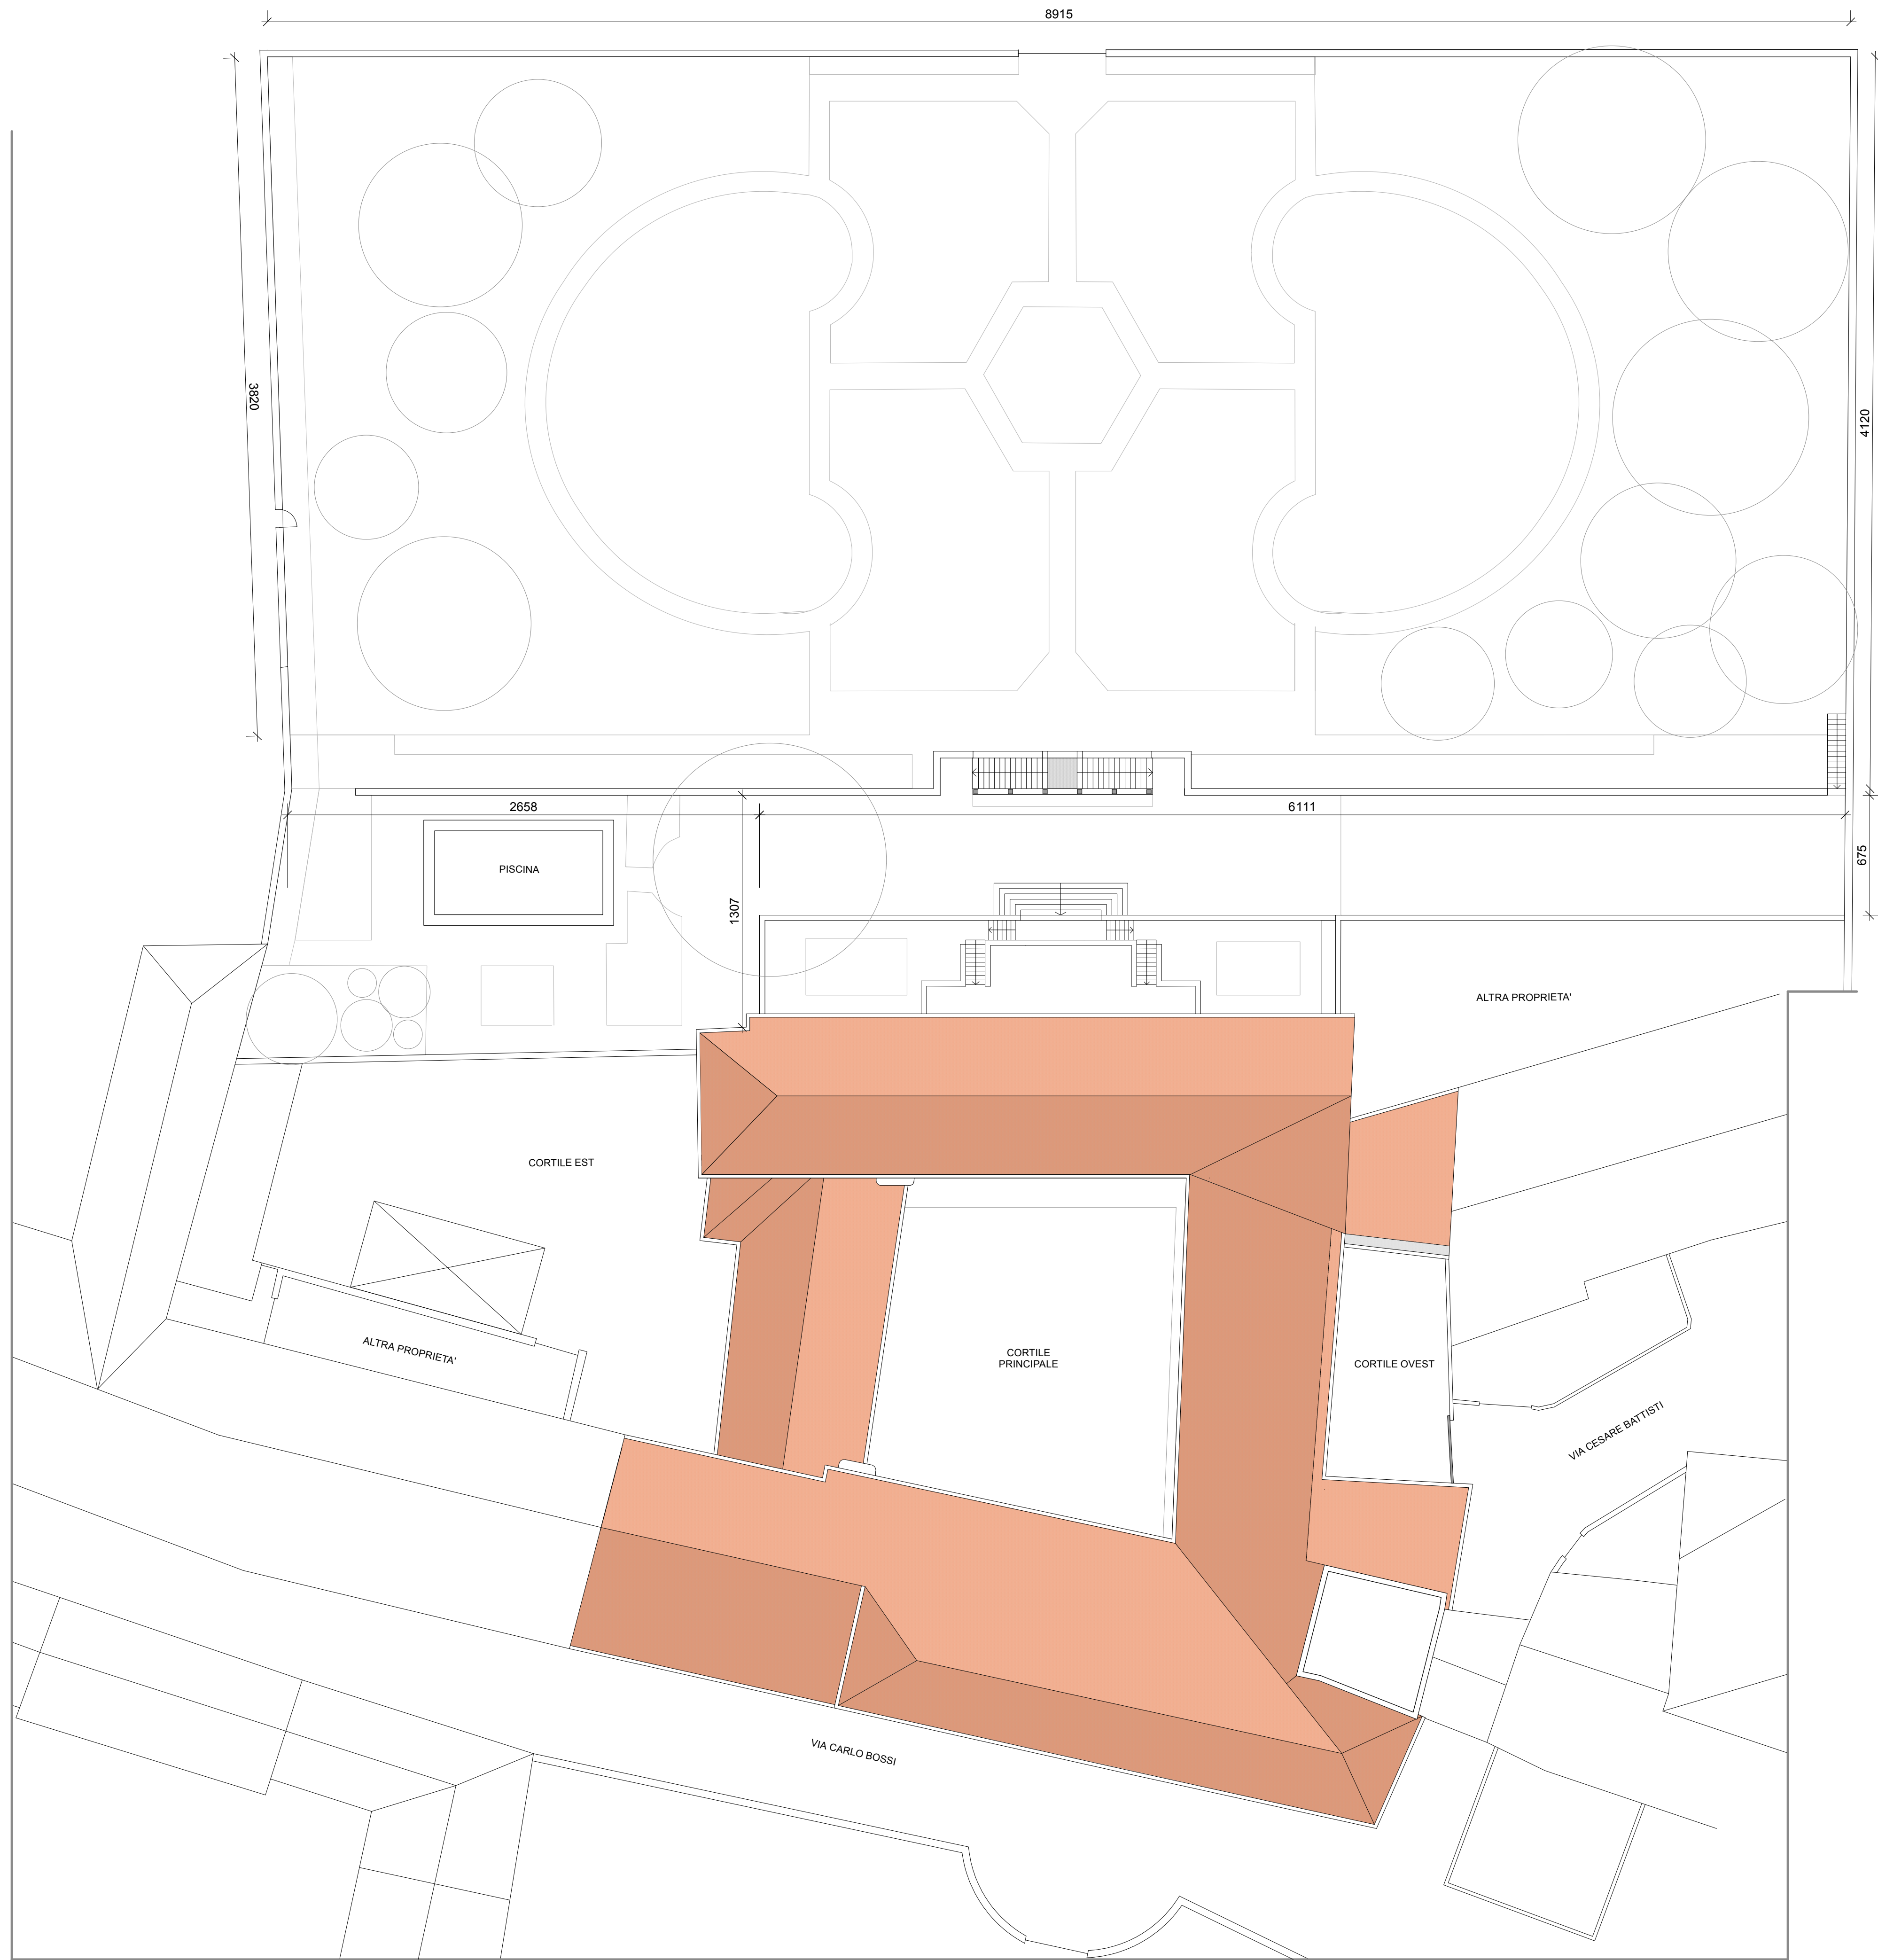 8915
3820
4120
2658
6111
PISCINA
1307
675
ALTRA PROPRIETA'
CORTILE EST
ALTRA PROPRIETA'
CORTILE
PRINCIPALE
CORTILE OVEST
VIA CESARE BATTISTI
VIA CARLO BOSSI